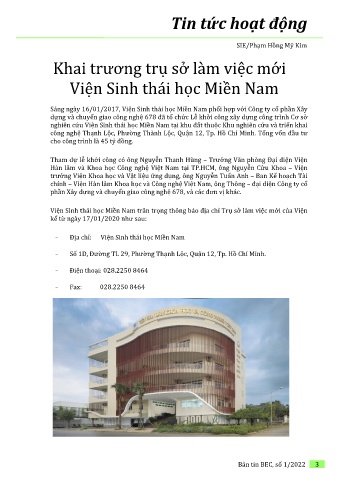 Tin tức hoạt động
SIE/Phạm Hồng Mỹ Kim
Khai trương trụ sở làm việc mới
Viện Sinh thái học Miền Nam
Sáng ngày 16/01/2017, Viện Sinh thái học Miền Nam phối hợp với Công ty cổ phần Xây
dựng và chuyển giao công nghệ 678 đã tổ chức Lễ khởi công xây dựng công trình Cơ sở
nghiên cứu Viện Sinh thái học Miền Nam tại khu đất thuộc Khu nghiên cứu và triển khai
công nghệ Thạnh Lộc, Phường Thành Lộc, Quận 12, Tp. Hồ Chí Minh. Tổng vốn đầu tư
cho công trình là 45 tỷ đồng.
Tham dự lễ khởi công có ông Nguyễn Thanh Hùng – Trưởng Văn phòng Đại diện Viện
Hàn lâm và Khoa học Công nghệ Việt Nam tại TP.HCM, ông Nguyễn Cửu Khoa – Viện
trưởng Viện Khoa học và Vật liệu ứng dụng, ông Nguyễn Tuấn Anh – Ban Kế hoạch Tài
chính – Viện Hàn lâm Khoa học và Công nghệ Việt Nam, ông Thông – đại diện Công ty cổ
phần Xây dựng và chuyển giao công nghệ 678, và các đơn vị khác.
Viện Sinh thái học Miền Nam trân trọng thông báo địa chỉ Trụ sở làm việc mới của Viện
kể từ ngày 17/01/2020 như sau:
– Địa chỉ: Viện Sinh thái học Miền Nam
– Số 1D, Đường TL 29, Phường Thạnh Lộc, Quận 12, Tp. Hồ Chí Minh.
– Điện thoại: 028.2250 8464
– Fax: 028.2250 8464
Bản tin BEC, số 1/2022 3